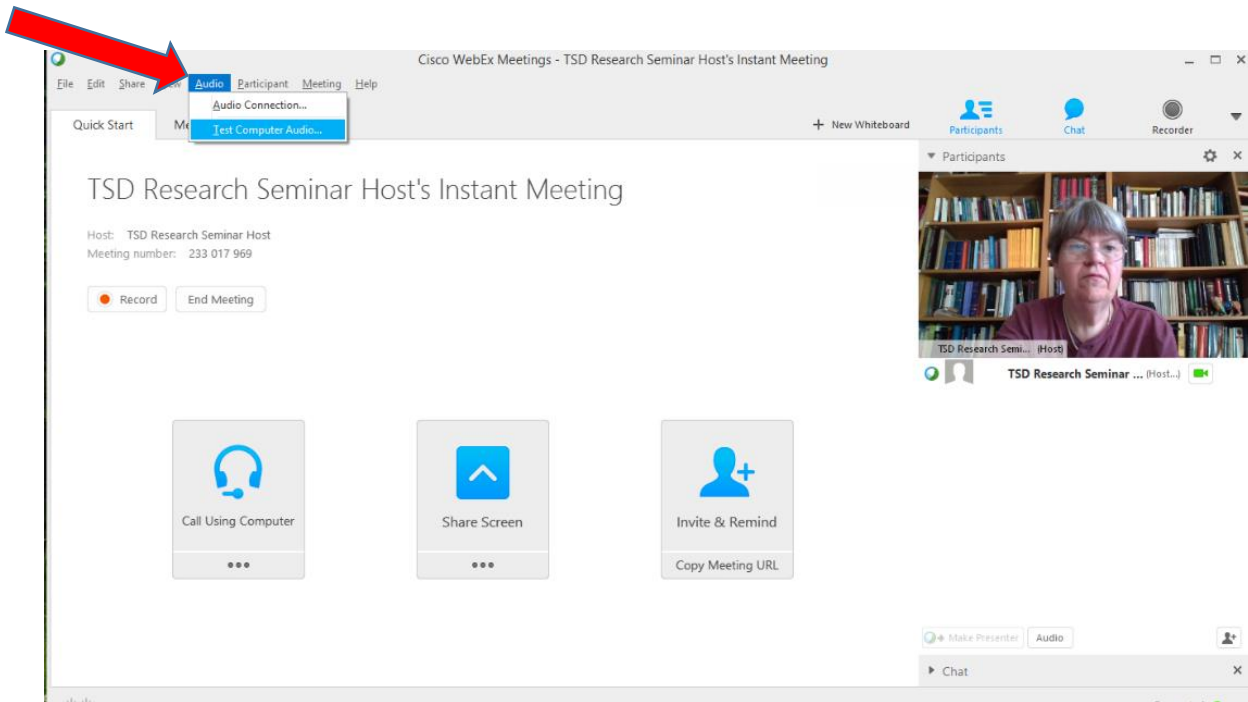 Cisco WebEx Meetings - TSD Research Seminar Host's Instant Meeting
File Edit Share Audio Participant Meeting Help
Audio Connection...
Test Computer Audio...
Quick Start
+ New Whiteboard
Participants
Chat
Recorder
Participants
TSD Research Seminar Host's Instant Meeting
Host: TSD Research Seminar Host
Meeting number: 233 017 969
Record
End Meeting
TSD Research Semi... (Host)
TSD Research Seminar ... (Host...)
Call Using Computer
Share Screen
Invite & Remind
Copy Meeting URL
Make Presenter
Audio
Chat